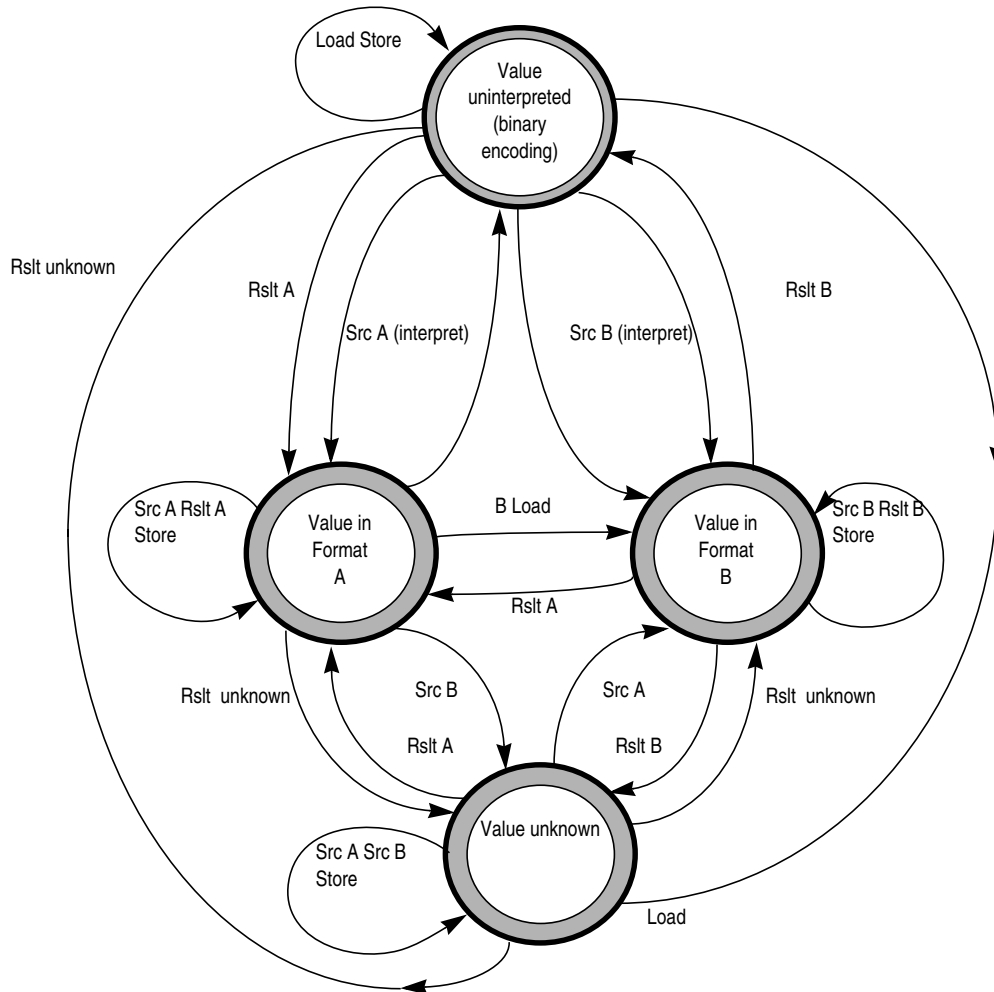 Load Store
Value
uninterpreted
(binary
encoding)
Rslt unknown
Rslt A
Rslt B
Src A (interpret)
Src B (interpret)
Src A Rslt A
Store
Value in
Format
A
B Load
Value in
Format
B
Src B Rslt B
Store
Rslt A
Rslt unknown
Src B
Src A
Rslt unknown
Rslt A
Rslt B
Value unknown
Src A Src B
Store
Load